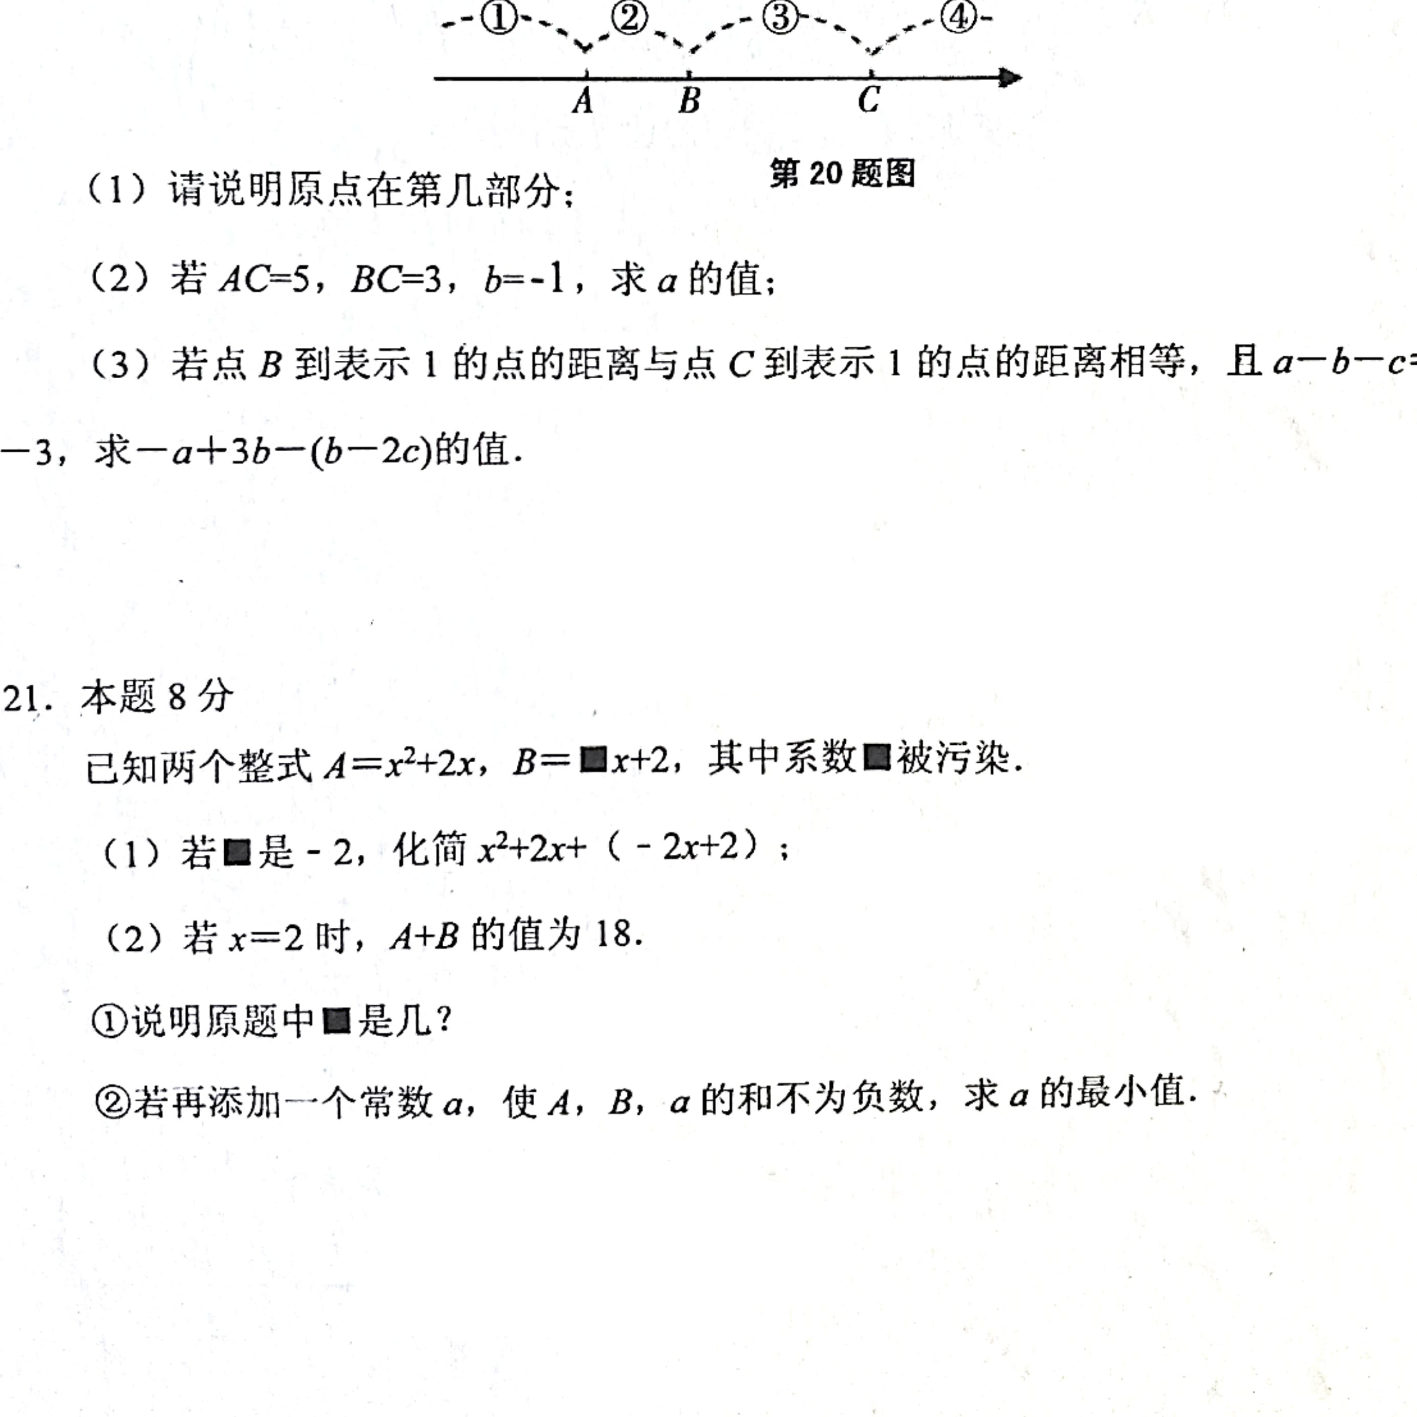 ① ② ③ ④
A B C
第 20 题图
（1）请说明原点在第几部分；
（2）若 AC=5，BC=3，b=-1，求 a 的值；
（3）若点 B 到表示 1 的点的距离与点 C 到表示 1 的点的距离相等，且 a－b－c=
－3，求－a＋3b－(b－2c)的值．
21．本题 8 分
已知两个整式 A＝x²+2x，B＝■x+2，其中系数■被污染．
（1）若■是 - 2，化简 x²+2x+（ - 2x+2）；
（2）若 x＝2 时，A+B 的值为 18．
①说明原题中■是几？
②若再添加一个常数 a，使 A，B，a 的和不为负数，求 a 的最小值．